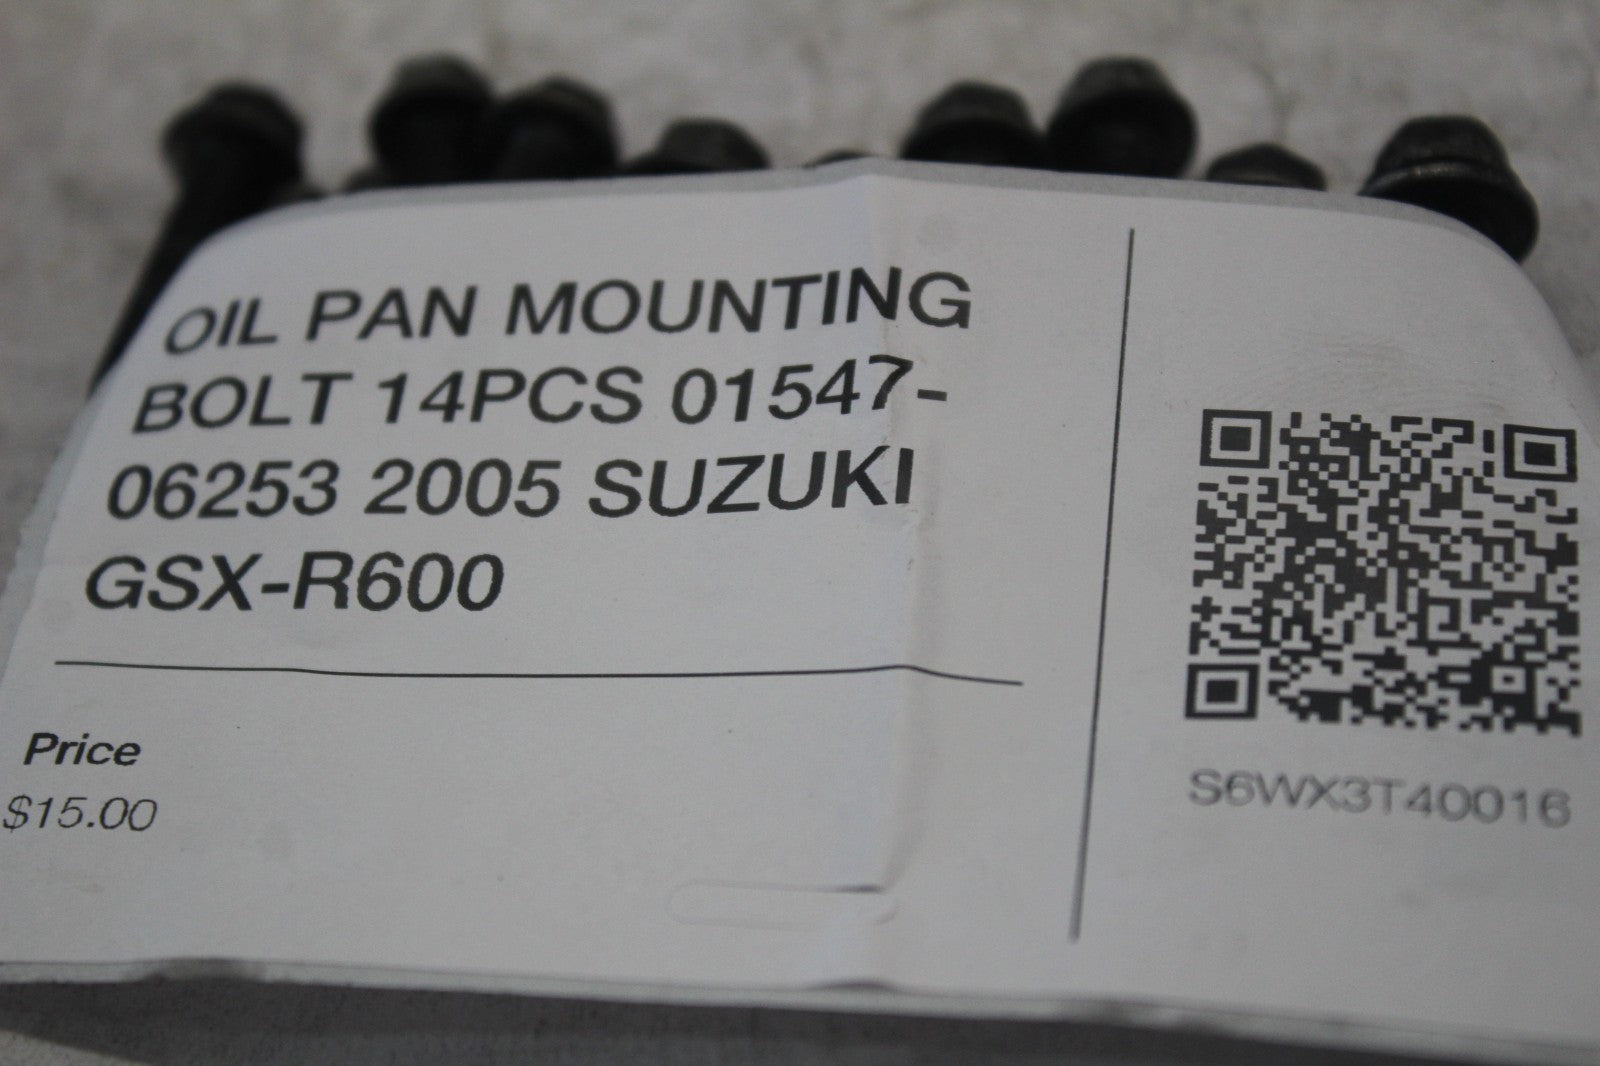 OIL PAN MOUNTING
BOLT 14PCS 01547-
06253 2005 SUZUKI
GSX-R600
Price
$15.00
S6WX3T40016